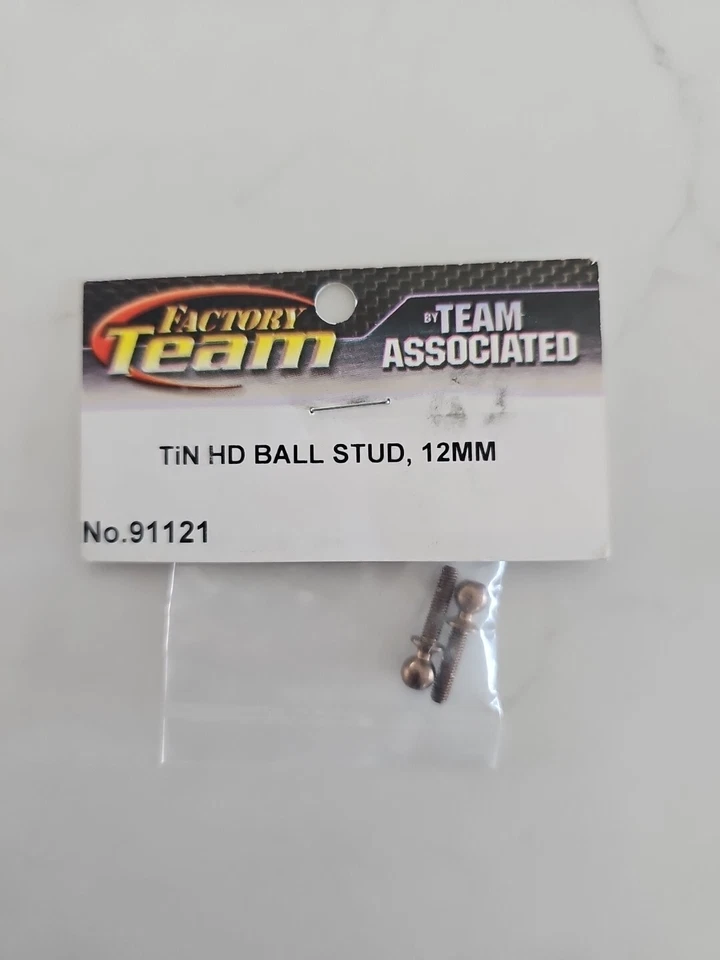 FACTORY
Team
BY TEAM
ASSOCIATED
TiN HD BALL STUD, 12MM
No.91121